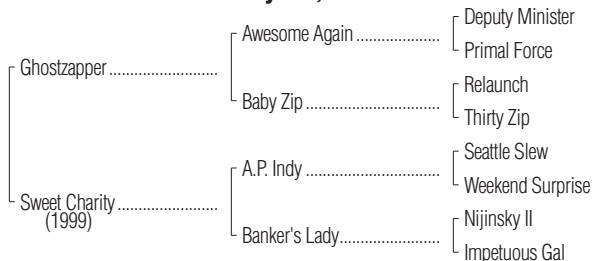 Deputy Minister
Awesome Again ....................
Primal Force
Ghostzapper ..........................
Relaunch
Baby Zip ................................
Thirty Zip
Seattle Slew
A.P. Indy ................................
Weekend Surprise
Sweet Charity ........................
(1999)
Nijinsky II
Banker's Lady........................
Impetuous Gal